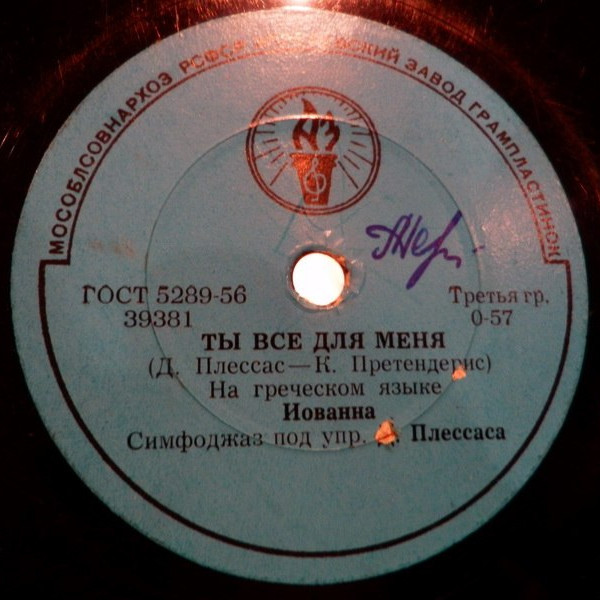 МОСОБЛСОВНАРХОЗ РСФСР ЗАВОД ГРАМПЛАСТИНОК
АЗ
ГОСТ 5289-56
39381
Третья гр.
0-57
ТЫ ВСЕ ДЛЯ МЕНЯ
(Д. Плессас—К. Претендерис)
На греческом языке
Иованна
Симфоджаз под упр. Плессаса